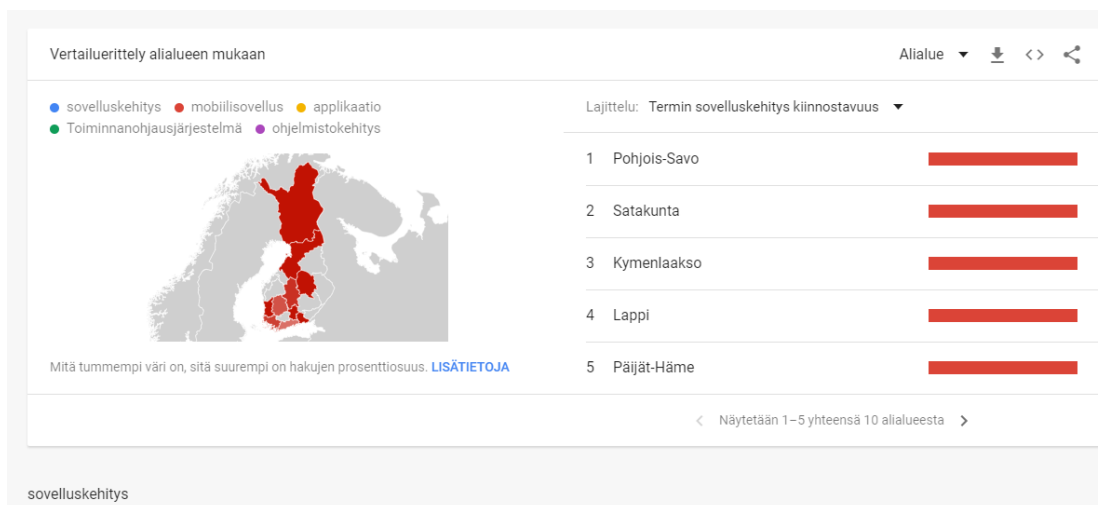 Vertailuerittely alialueen mukaan
Alialue
sovelluskehitys mobiilisovellus applikaatio
Toiminnanohjausjärjestelmä ohjelmistokehitys
Mitä tummempi väri on, sitä suurempi on hakujen prosenttiosuus. LISÄTIETOJA
Lajittelu: Termin sovelluskehitys kiinnostavuus
1 Pohjois-Savo
2 Satakunta
3 Kymenlaakso
4 Lappi
5 Päijät-Häme
Näytetään 1–5 yhteensä 10 alialueesta
sovelluskehitys